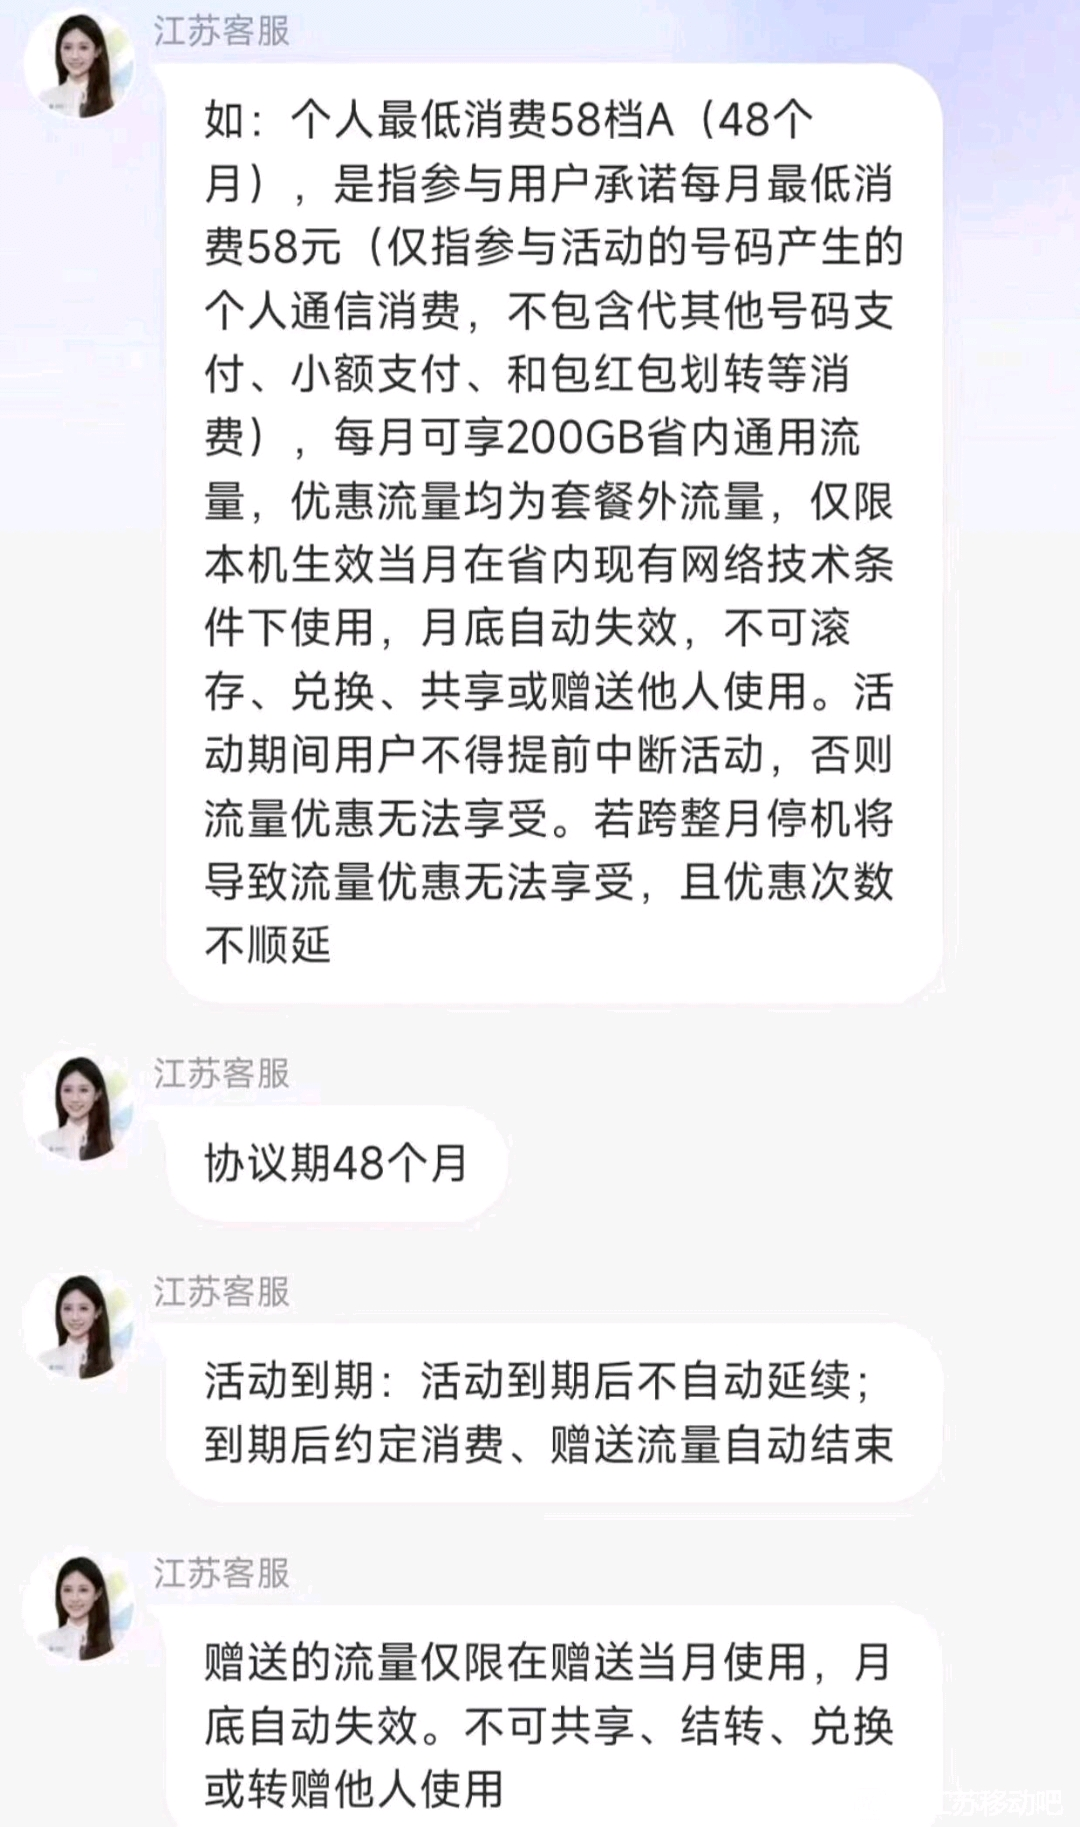 江苏客服
如：个人最低消费58档A（48个
月），是指参与用户承诺每月最低消
费58元（仅指参与活动的号码产生的
个人通信消费，不包含代其他号码支
付、小额支付、和包红包划转等消
费），每月可享200GB省内通用流
量，优惠流量均为套餐外流量，仅限
本机生效当月在省内现有网络技术条
件下使用，月底自动失效，不可滚
存、兑换、共享或赠送他人使用。活
动期间用户不得提前中断活动，否则
流量优惠无法享受。若跨整月停机将
导致流量优惠无法享受，且优惠次数
不顺延
江苏客服
协议期48个月
江苏客服
活动到期：活动到期后不自动延续；
到期后约定消费、赠送流量自动结束
江苏客服
赠送的流量仅限在赠送当月使用，月
底自动失效。不可共享、结转、兑换
或转赠他人使用
江苏移动吧